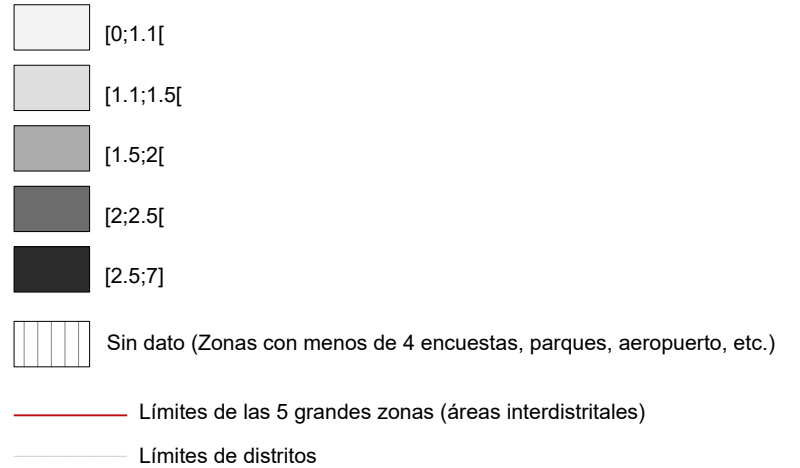 [0;1.1[
[1.1;1.5[
[1.5;2[
[2;2.5[
[2.5;7]
Sin dato (Zonas con menos de 4 encuestas, parques, aeropuerto, etc.)
Límites de las 5 grandes zonas (áreas interdistritales)
Límites de distritos